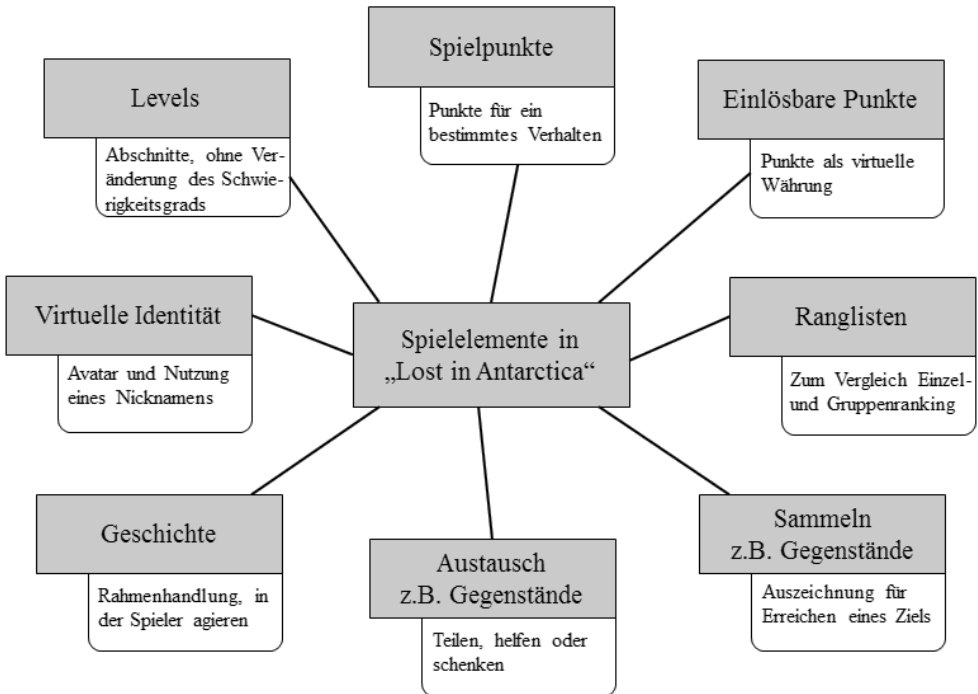 Spielpunkte
Punkte für ein
bestimmtes Verhalten
Levels
Abschnitte, ohne Ver-
änderung des Schwie-
rigkeitsgrads
Einlösbare Punkte
Punkte als virtuelle
Währung
Virtuelle Identität
Avatar und Nutzung
eines Nicknamens
Spielelemente in
„Lost in Antarctica“
Ranglisten
Zum Vergleich Einzel-
und Gruppenranking
Geschichte
Rahmenhandlung, in
der Spieler agieren
Austausch
z.B. Gegenstände
Teilen, helfen oder
schenken
Sammeln
z.B. Gegenstände
Auszeichnung für
Erreichen eines Ziels